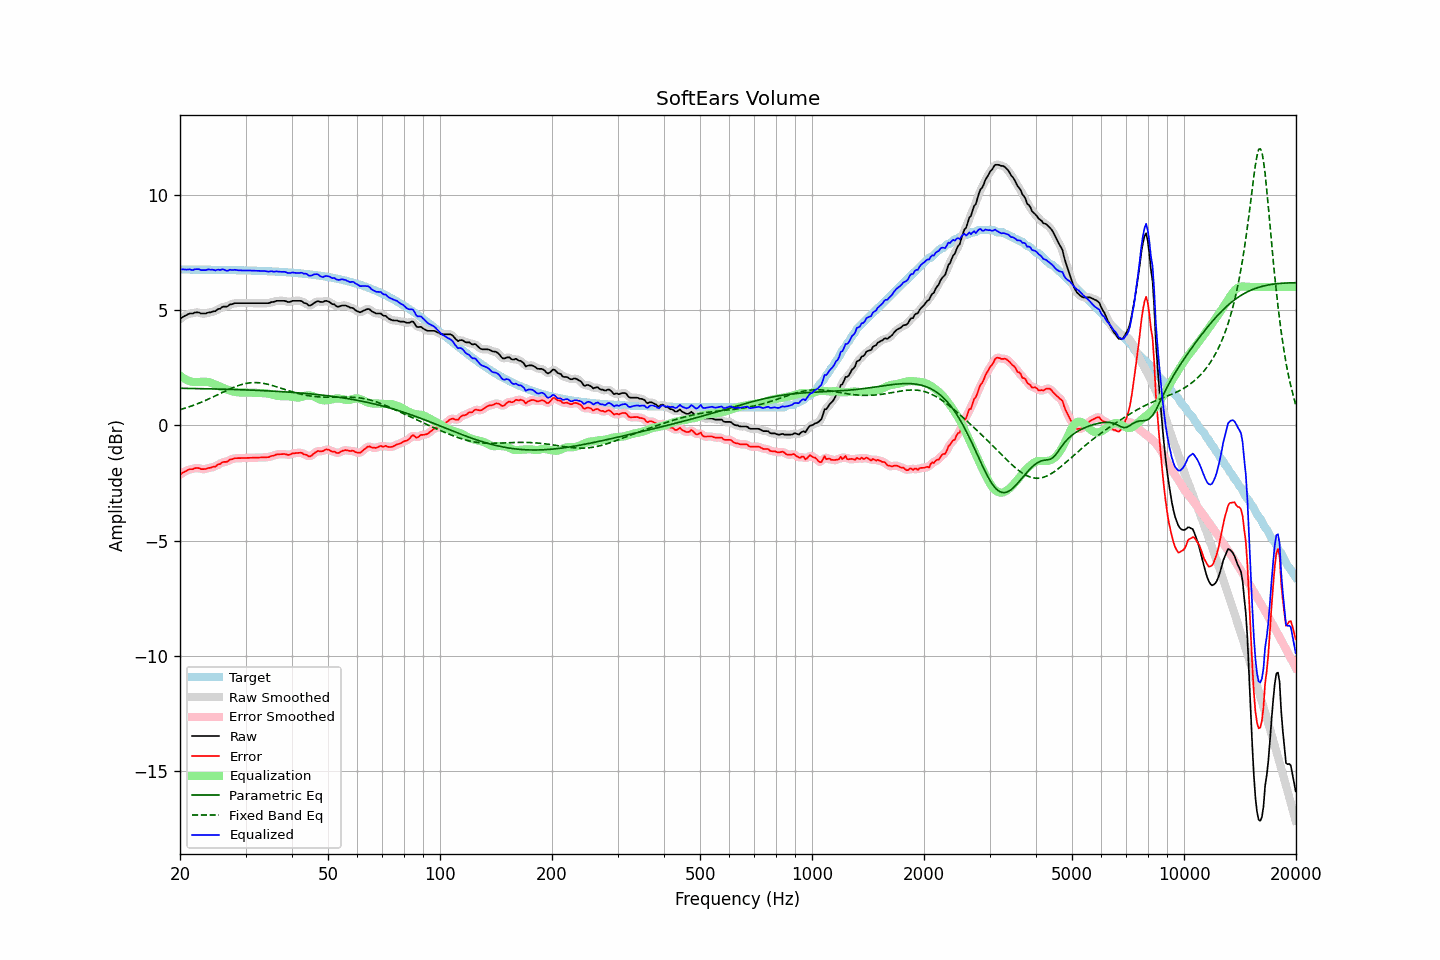 SoftEars Volume
Amplitude (dBr)
10
5
0
−5
−10
−15
Target
Raw Smoothed
Error Smoothed
Raw
Error
Equalization
Parametric Eq
Fixed Band Eq
Equalized
20 50 100 200 500 1000 2000 5000 10000 20000
Frequency (Hz)